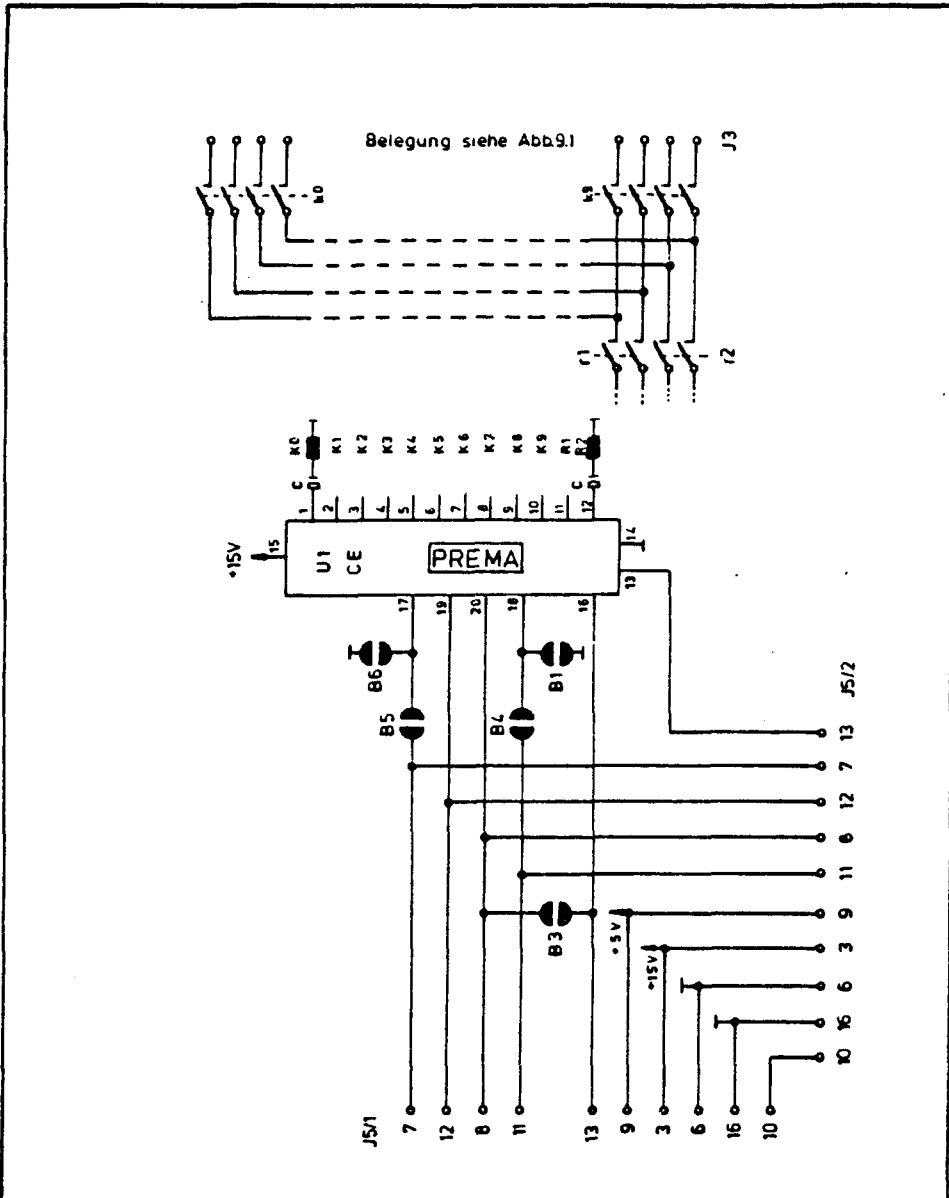 Belegung siehe Abb.9.1
J3
k0
k9
r1
r2
K0
K1
K2
K3
K4
K5
K6
K7
K8
K9
R1
R2
C
C
1
2
3
4
5
6
7
8
9
10
11
12
+15V
15
U1
CE
PREMA
14
13
17
19
20
18
16
B6
B5
B4
B1
B3
+5V
+15V
J5/2
13
7
12
8
11
9
3
6
16
10
J5/1
7
12
8
11
13
9
3
6
16
10